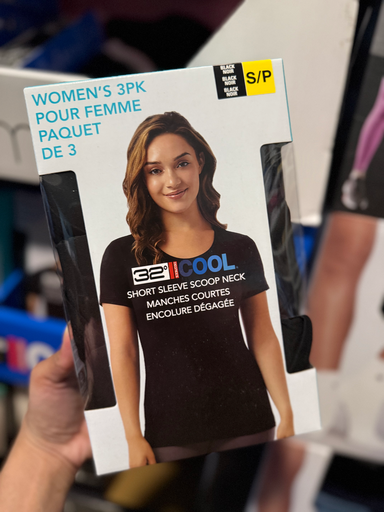 WOMEN'S 3PK
POUR FEMME
PAQUET
DE 3
BLACK
NOIR
BLACK
NOIR
BLACK
NOIR
S/P
32° COOL
SHORT SLEEVE SCOOP NECK
MANCHES COURTES
ENCOLURE DÉGAGÉE